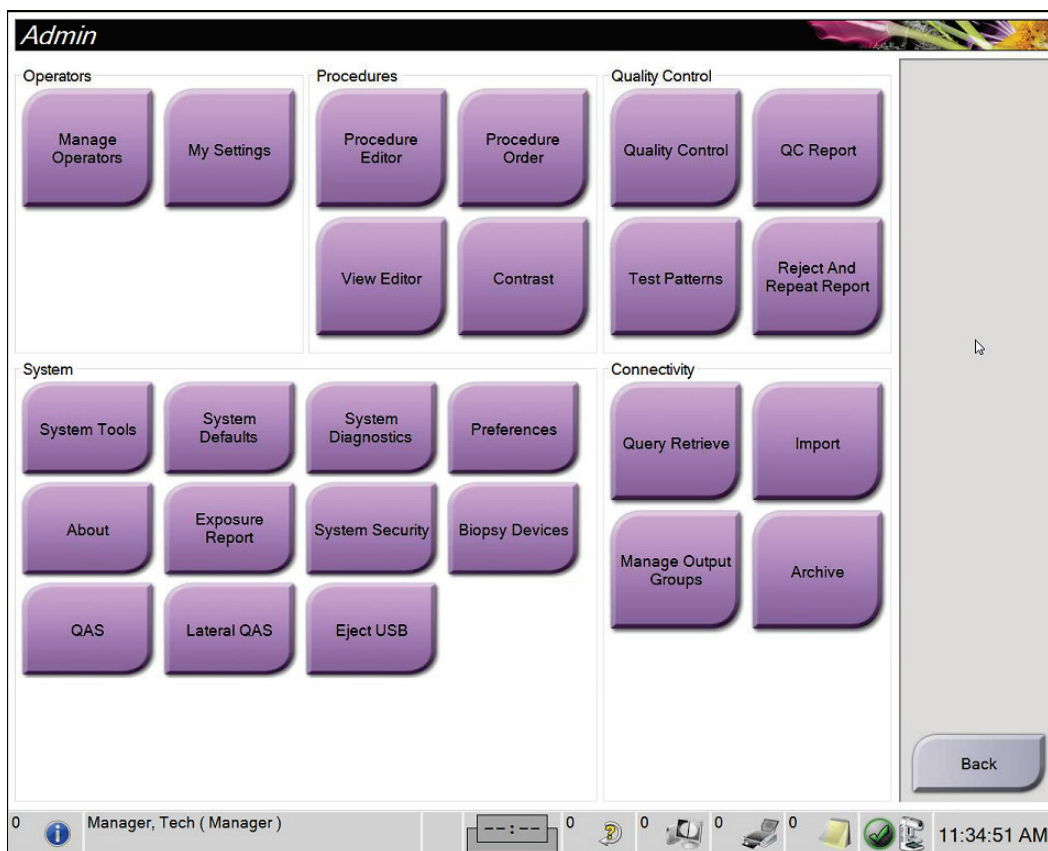 Admin
Operators
Manage
Operators
My Settings
Procedures
Procedure
Editor
Procedure
Order
View Editor
Contrast
Quality Control
Quality Control
QC Report
Test Patterns
Reject And
Repeat Report
System
System Tools
System
Defaults
System
Diagnostics
Preferences
About
Exposure
Report
System Security
Biopsy Devices
QAS
Lateral QAS
Eject USB
Connectivity
Query Retrieve
Import
Manage Output
Groups
Archive
Back
0
Manager, Tech ( Manager )
--:--
0
0
0
0
11:34:51 AM